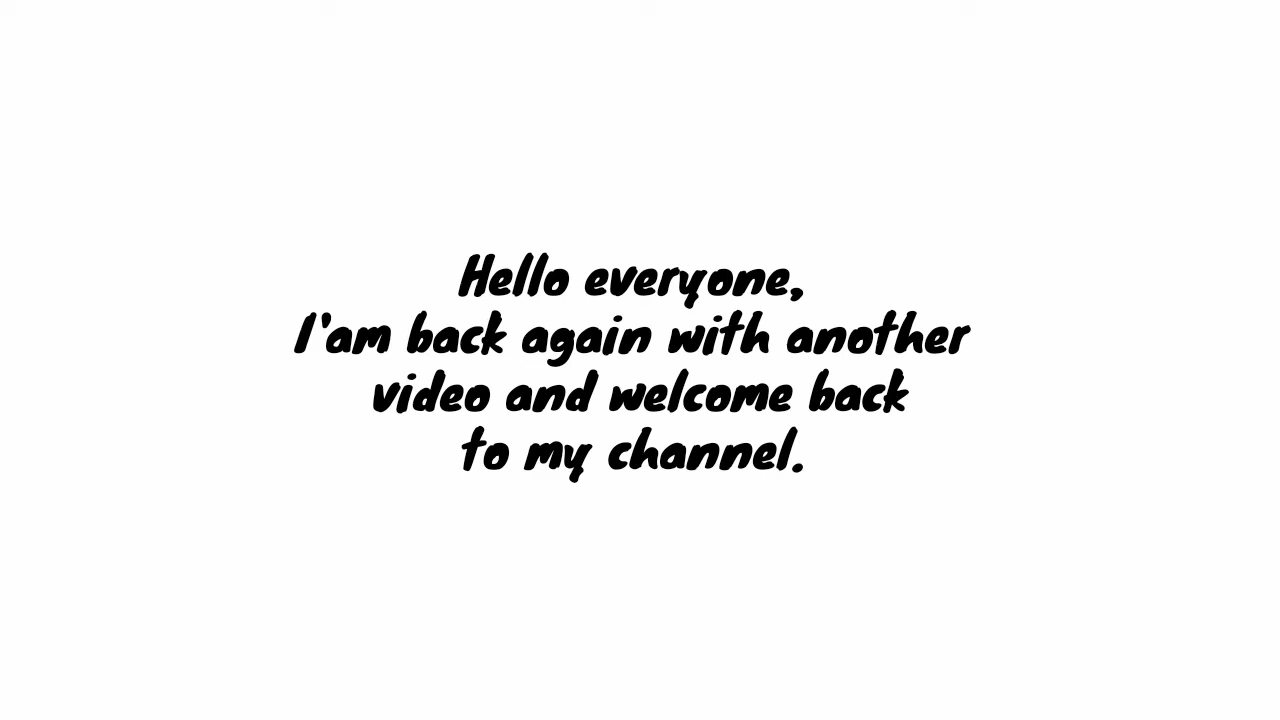 Hello everyone,
I'am back again with another
video and welcome back
to my channel.